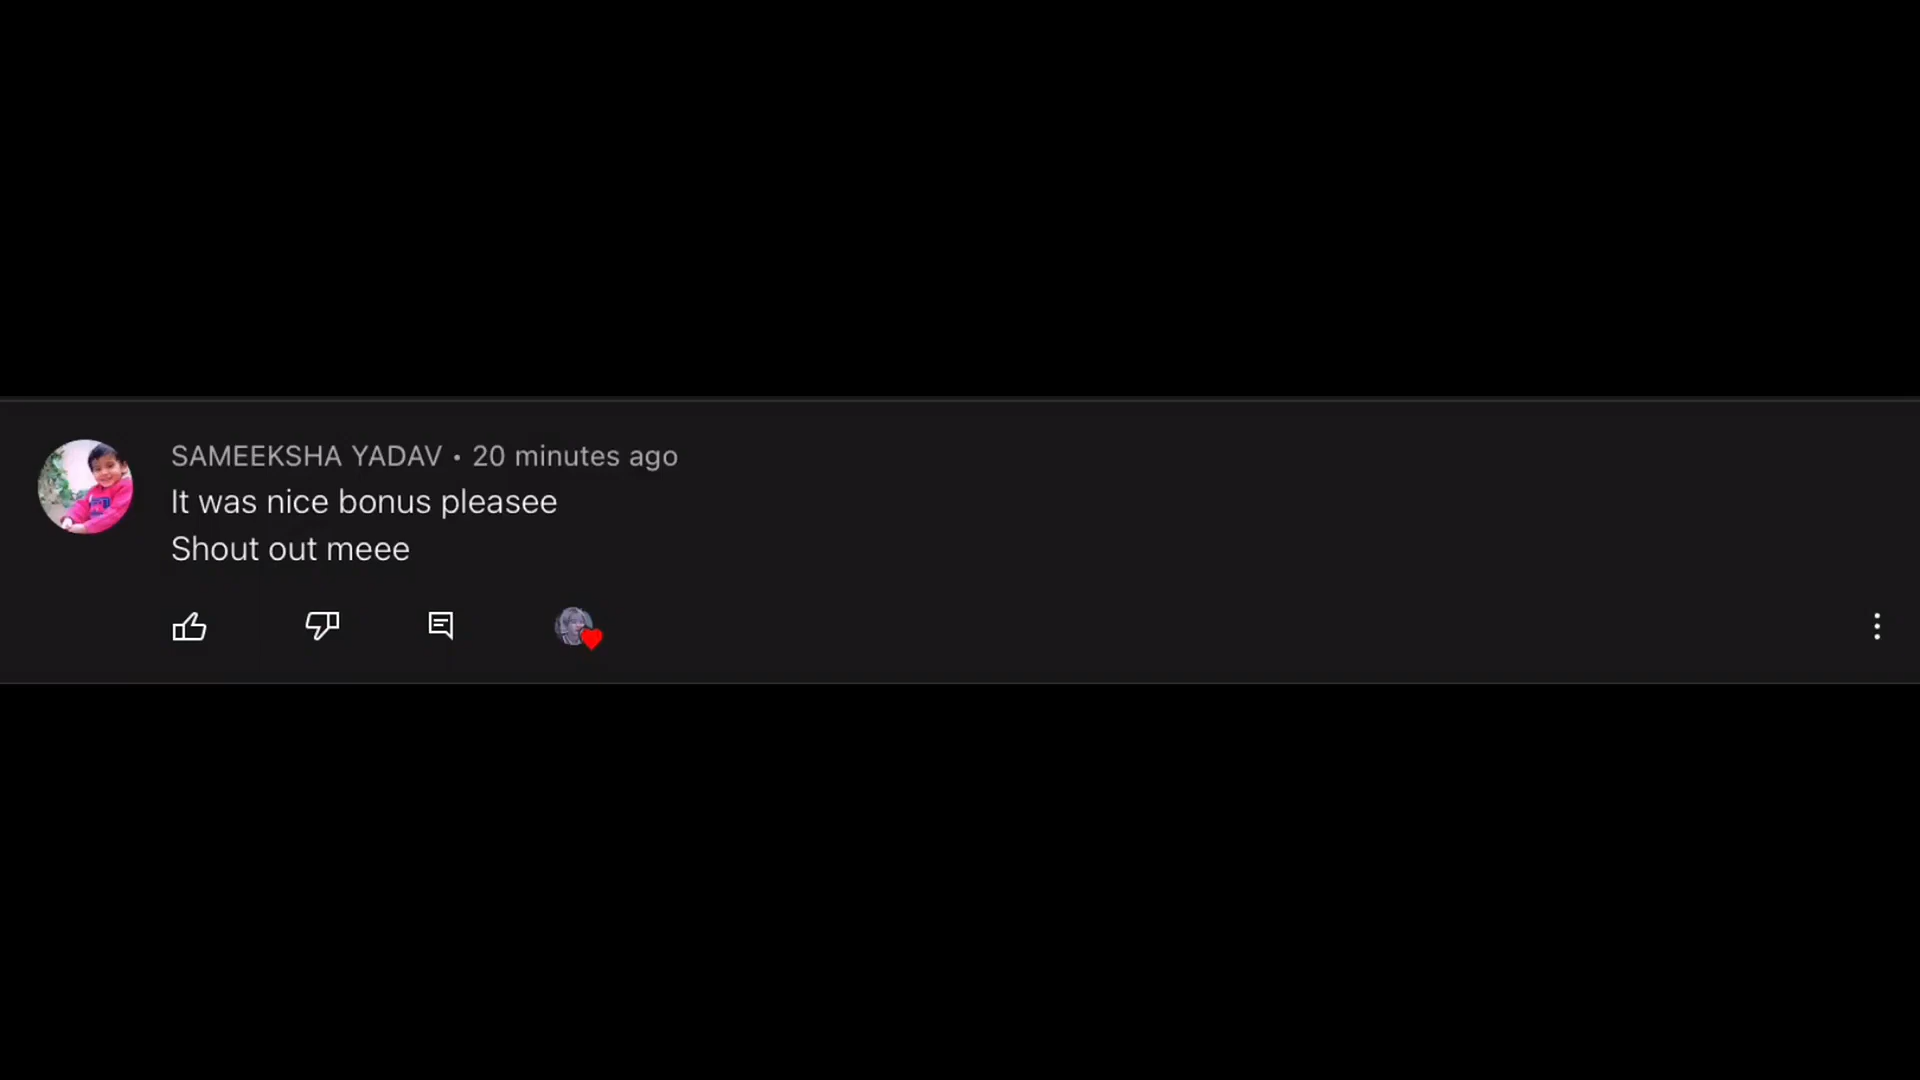 SAMEEKSHA YADAV • 20 minutes ago
It was nice bonus pleasee
Shout out meee